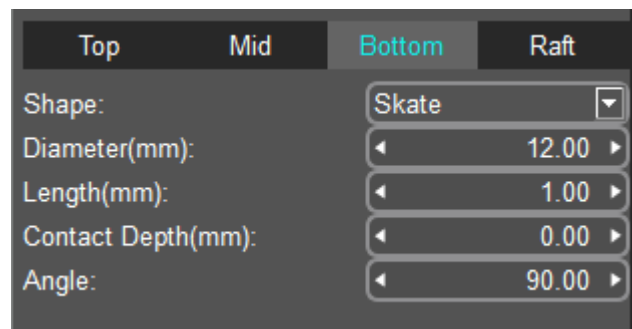 Top Mid Bottom Raft
Shape: Skate
Diameter(mm): 12.00
Length(mm): 1.00
Contact Depth(mm): 0.00
Angle: 90.00